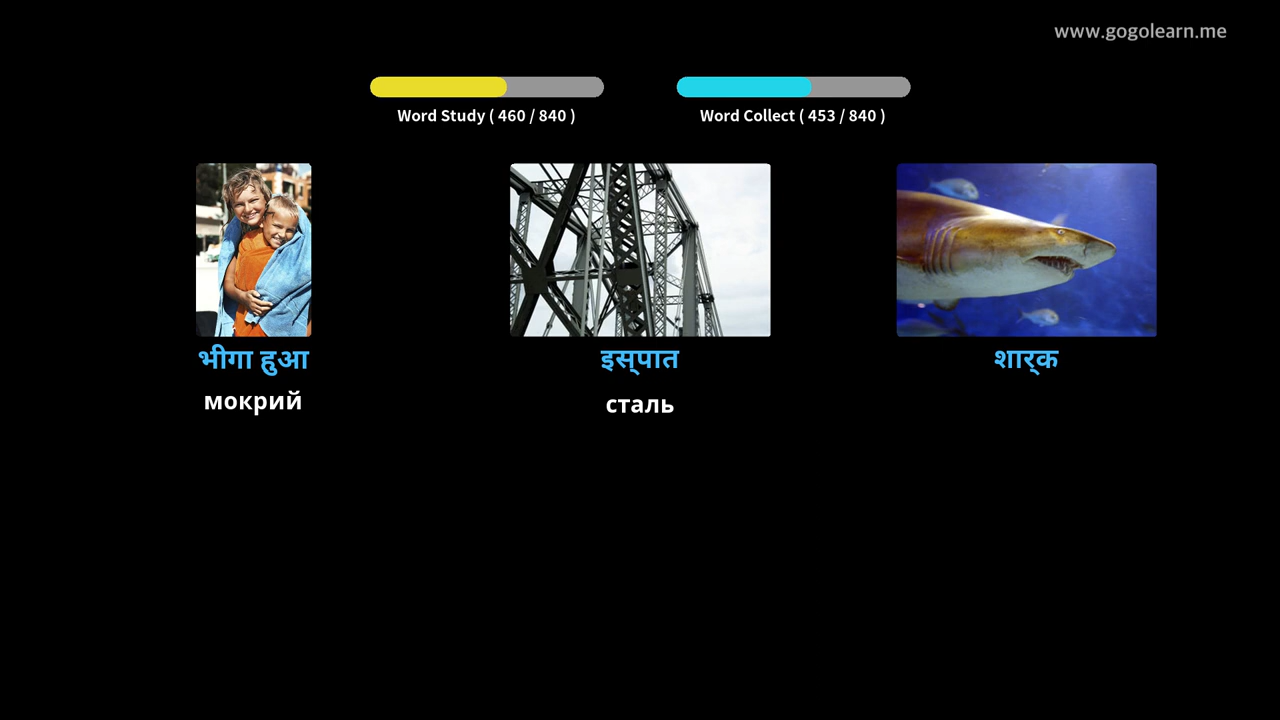 www.gogolearn.me
Word Study ( 460 / 840 )
Word Collect ( 453 / 840 )
भीगा हुआ
इस्पात
शार्क
мокрий
сталь